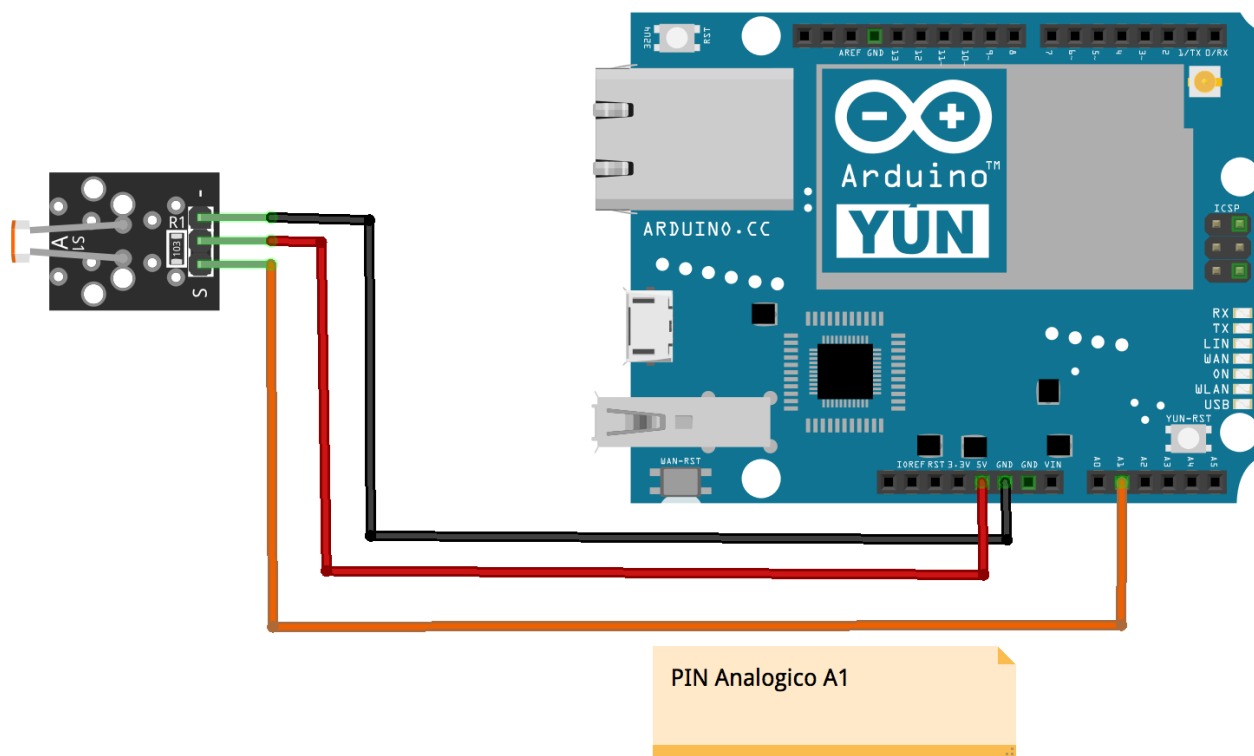 32U4
RST
AREF GND 13 12 11~ 10~ 9~ 8
7 6~ 5~ 4 3~ 2 1/TX 0/RX
Arduino™
YÚN
ARDUINO.CC
ICSP
-
R1
103
A
S1
S
RX
TX
LIN
WAN
ON
WLAN
USB
YUN-RST
WAN-RST
IOREF RST 3.3V 5V GND GND VIN
A0 A1 A2 A3 A4 A5
PIN Analogico A1